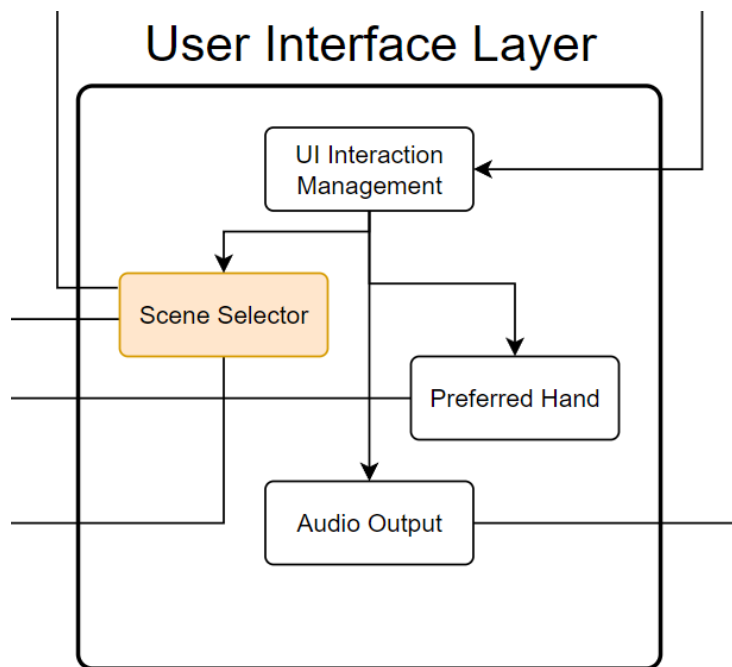 User Interface Layer
UI Interaction
Management
Scene Selector
Preferred Hand
Audio Output